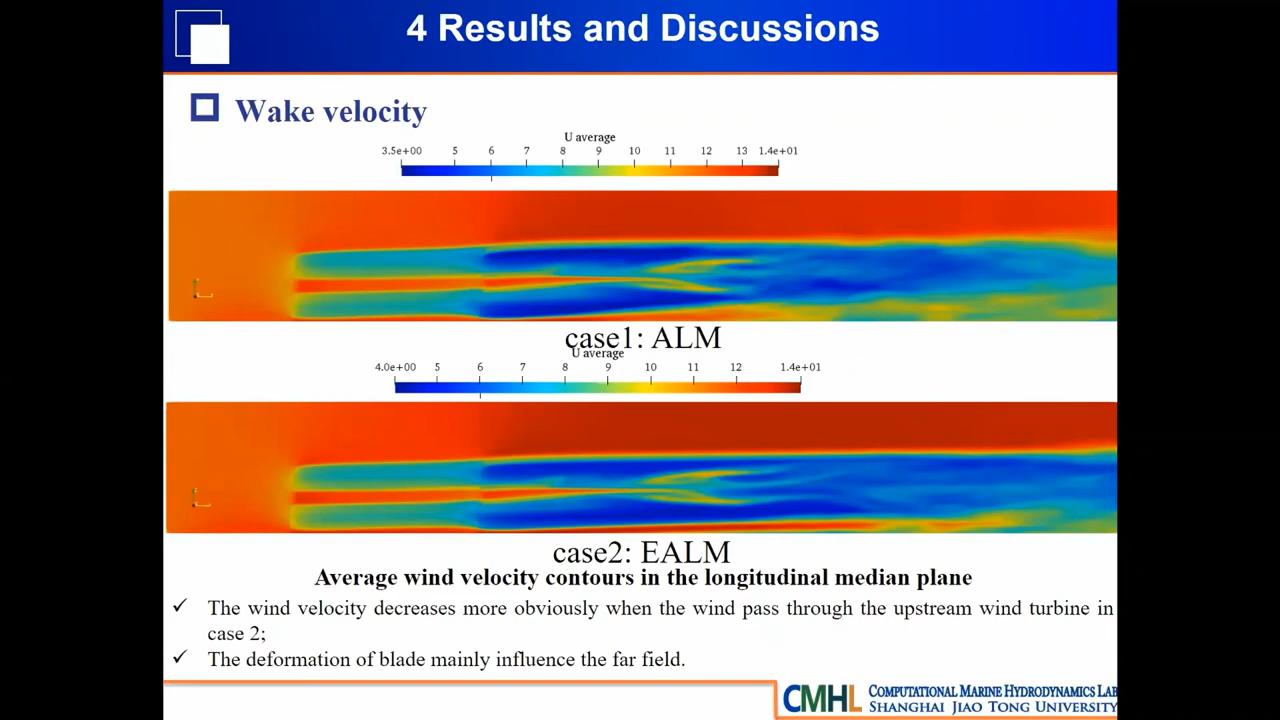 4 Results and Discussions
Wake velocity
U average
3.5e+00 5 6 7 8 9 10 11 12 13 1.4e+01
case1: ALM
U average
4.0e+00 5 6 7 8 9 10 11 12 1.4e+01
case2: EALM
Average wind velocity contours in the longitudinal median plane
✓ The wind velocity decreases more obviously when the wind pass through the upstream wind turbine in
case 2;
✓ The deformation of blade mainly influence the far field.
CMHL COMPUTATIONAL MARINE HYDRODYNAMICS LAB
SHANGHAI JIAO TONG UNIVERSITY